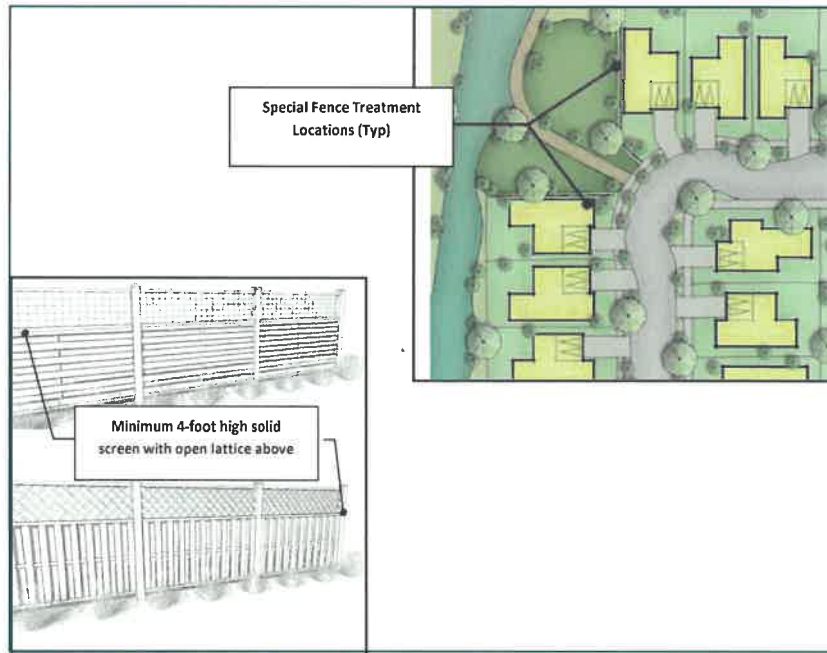 Special Fence Treatment
Locations (Typ)
Minimum 4-foot high solid
screen with open lattice above